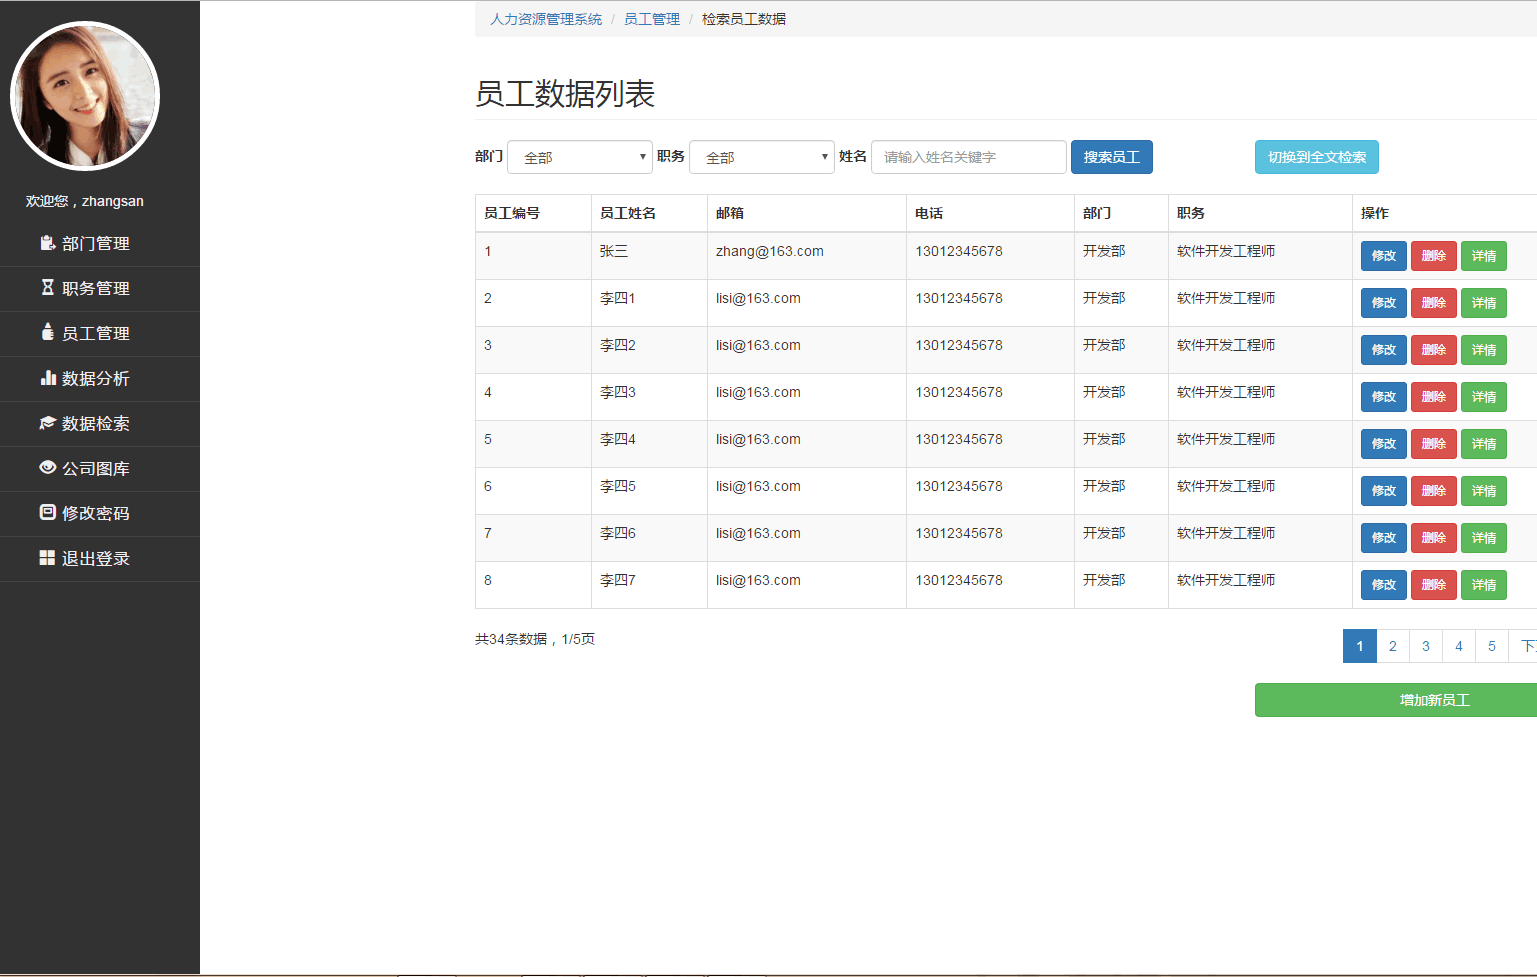 人力资源管理系统 / 员工管理 / 检索员工数据
欢迎您，zhangsan
部门管理
职务管理
员工管理
数据分析
数据检索
公司图库
修改密码
退出登录
员工数据列表
部门 全部 职务 全部 姓名 请输入姓名关键字 搜索员工 切换到全文检索
员工编号 员工姓名 邮箱 电话 部门 职务 操作
1 张三 zhang@163.com 13012345678 开发部 软件开发工程师 修改 删除 详情
2 李四1 lisi@163.com 13012345678 开发部 软件开发工程师 修改 删除 详情
3 李四2 lisi@163.com 13012345678 开发部 软件开发工程师 修改 删除 详情
4 李四3 lisi@163.com 13012345678 开发部 软件开发工程师 修改 删除 详情
5 李四4 lisi@163.com 13012345678 开发部 软件开发工程师 修改 删除 详情
6 李四5 lisi@163.com 13012345678 开发部 软件开发工程师 修改 删除 详情
7 李四6 lisi@163.com 13012345678 开发部 软件开发工程师 修改 删除 详情
8 李四7 lisi@163.com 13012345678 开发部 软件开发工程师 修改 删除 详情
共34条数据，1/5页 1 2 3 4 5 下
增加新员工